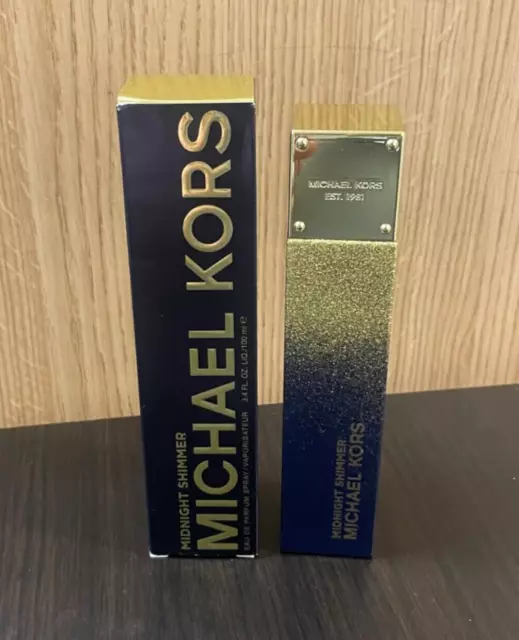 MIDNIGHT SHIMMER
MICHAEL KORS
EAU DE PARFUM SPRAY / VAPORISATEUR 3.4 FL. OZ. LIQ./100 ml ℮
MICHAEL KORS
EST. 1981
MIDNIGHT SHIMMER
MICHAEL KORS